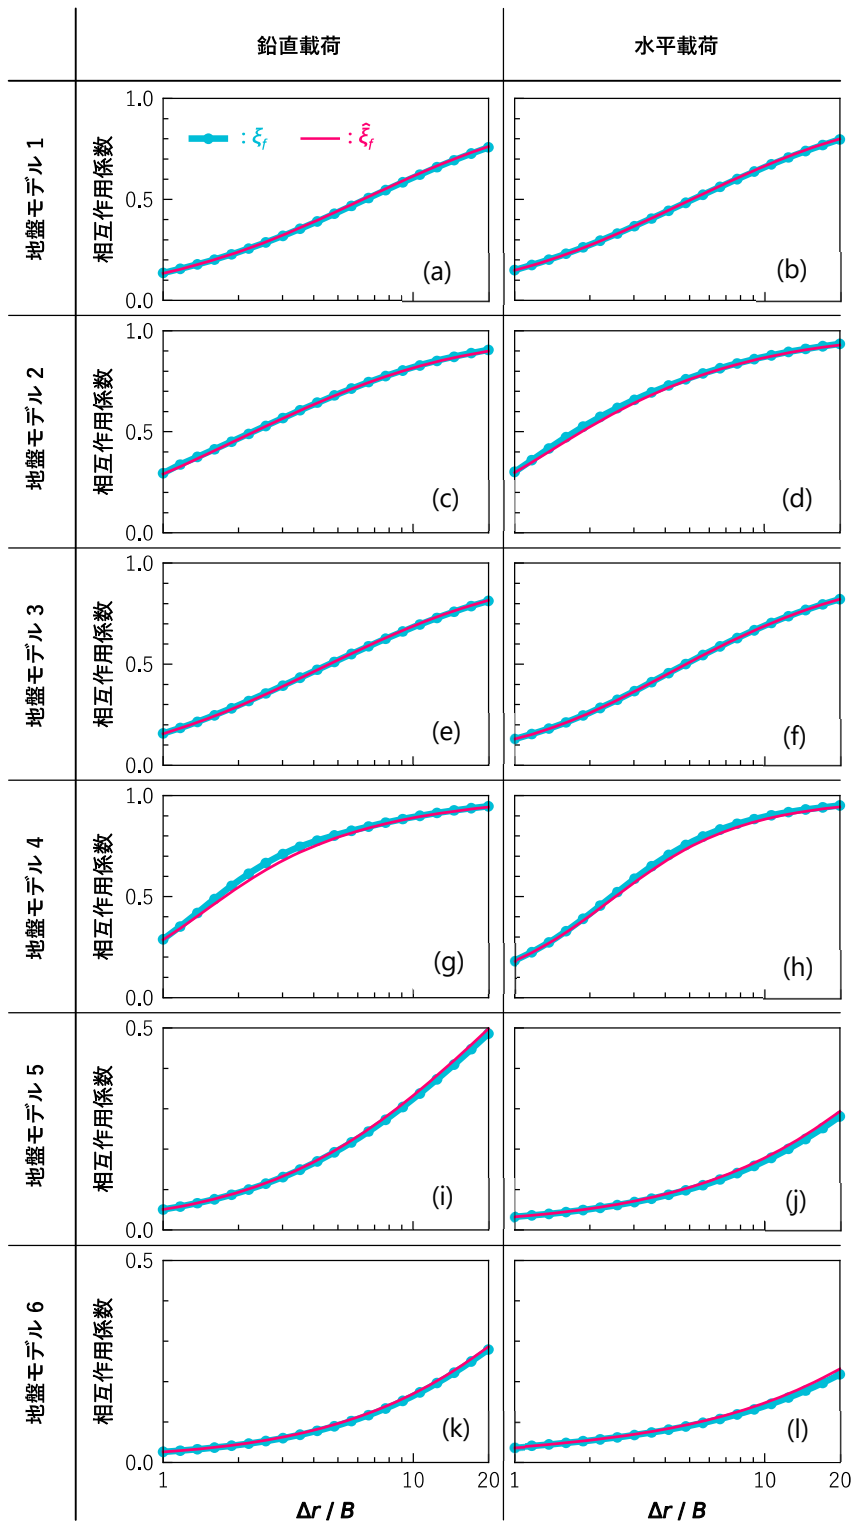 鉛直載荷 水平載荷
地盤モデル 1
相互作用係数
1.0
0.5
0.0
: ξf : ξ̂f
(a)
(b)
地盤モデル 2
相互作用係数
1.0
0.5
0.0
(c)
(d)
地盤モデル 3
相互作用係数
1.0
0.5
0.0
(e)
(f)
地盤モデル 4
相互作用係数
1.0
0.5
0.0
(g)
(h)
地盤モデル 5
相互作用係数
0.5
0.0
(i)
(j)
地盤モデル 6
相互作用係数
0.5
0.0
(k)
(l)
1 10 20 1 10 20
Δr / B Δr / B